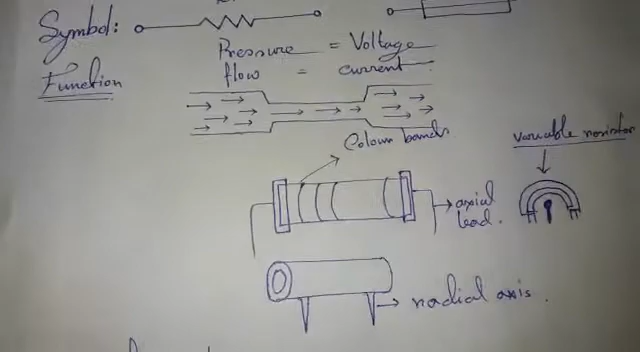 Symbol:
Pressure = Voltage
flow = current
Function
Colour bands
variable resistor
axial
lead.
radial axis.